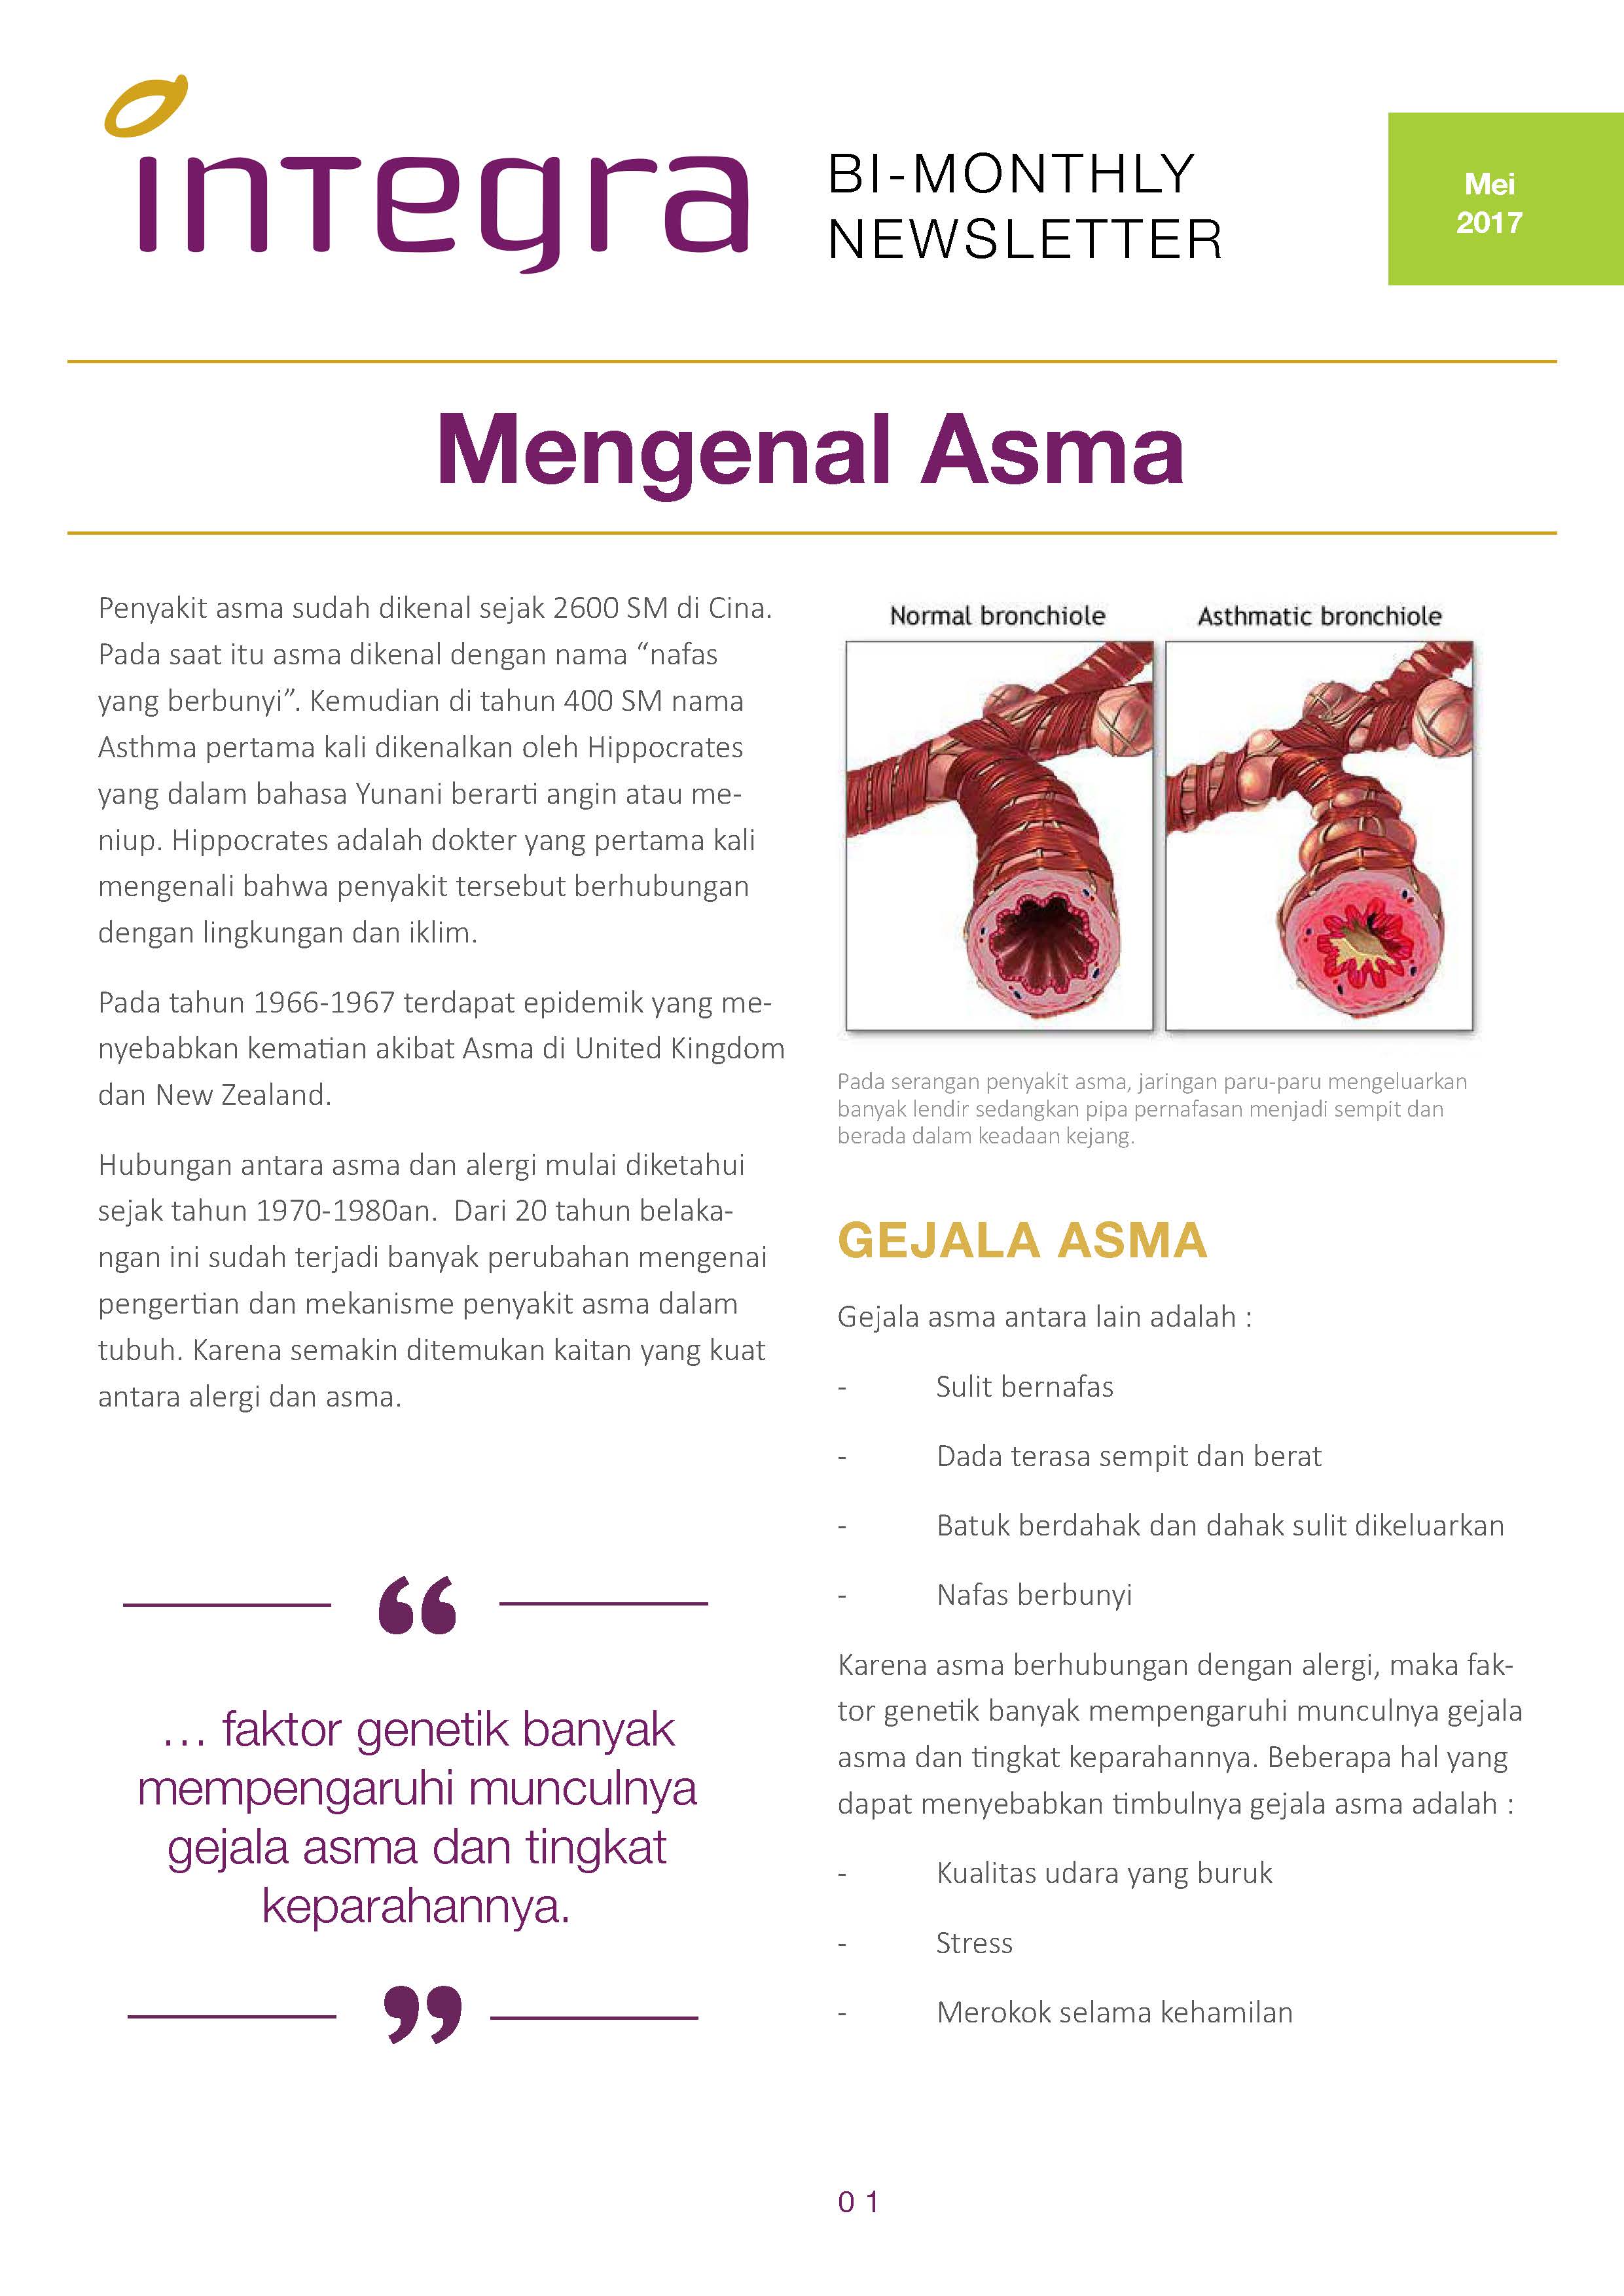 integra
BI-MONTHLY
NEWSLETTER
Mei
2017
Mengenal Asma
Penyakit asma sudah dikenal sejak 2600 SM di Cina.
Pada saat itu asma dikenal dengan nama “nafas
yang berbunyi”. Kemudian di tahun 400 SM nama
Asthma pertama kali dikenalkan oleh Hippocrates
yang dalam bahasa Yunani berarti angin atau me-
niup. Hippocrates adalah dokter yang pertama kali
mengenali bahwa penyakit tersebut berhubungan
dengan lingkungan dan iklim.
Pada tahun 1966-1967 terdapat epidemik yang me-
nyebabkan kematian akibat Asma di United Kingdom
dan New Zealand.
Hubungan antara asma dan alergi mulai diketahui
sejak tahun 1970-1980an.  Dari 20 tahun belaka-
ngan ini sudah terjadi banyak perubahan mengenai
pengertian dan mekanisme penyakit asma dalam
tubuh. Karena semakin ditemukan kaitan yang kuat
antara alergi dan asma.
“
… faktor genetik banyak
mempengaruhi munculnya
gejala asma dan tingkat
keparahannya.
”
Normal bronchiole
Asthmatic bronchiole
Pada serangan penyakit asma, jaringan paru-paru mengeluarkan
banyak lendir sedangkan pipa pernafasan menjadi sempit dan
berada dalam keadaan kejang.
GEJALA ASMA
Gejala asma antara lain adalah :
- Sulit bernafas
- Dada terasa sempit dan berat
- Batuk berdahak dan dahak sulit dikeluarkan
- Nafas berbunyi
Karena asma berhubungan dengan alergi, maka fak-
tor genetik banyak mempengaruhi munculnya gejala
asma dan tingkat keparahannya. Beberapa hal yang
dapat menyebabkan timbulnya gejala asma adalah :
- Kualitas udara yang buruk
- Stress
- Merokok selama kehamilan
01